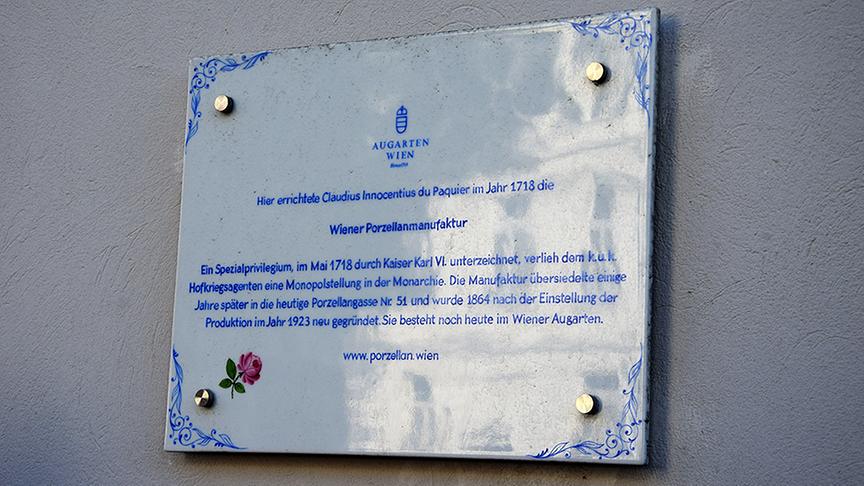 AUGARTEN
WIEN
Hier errichtete Claudius Innocentius du Paquier im Jahr 1718 die
Wiener Porzellanmanufaktur
Ein Spezialprivilegium, im Mai 1718 durch Kaiser Karl VI. unterzeichnet, verlieh dem k.u.k.
Hofkriegsagenten eine Monopolstellung in der Monarchie. Die Manufaktur übersiedelte einige
Jahre später in die heutige Porzellangasse Nr. 51 und wurde 1864 nach der Einstellung der
Produktion im Jahr 1923 neu gegründet. Sie besteht noch heute im Wiener Augarten.
www.porzellan.wien